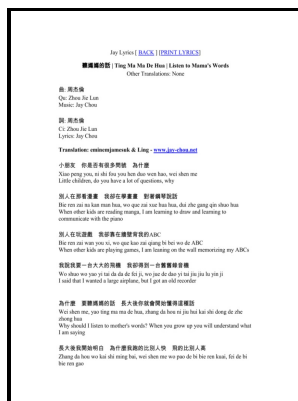 Jay Lyrics [ BACK ] [PRINT LYRICS]
聽媽媽的話 | Ting Ma Ma De Hua | Listen to Mama's Words
Other Translations: None
曲: 周杰倫
Qu: Zhou Jie Lun
Music: Jay Chou
詞: 周杰倫
Ci: Zhou Jie Lun
Lyrics: Jay Chou
Translation: eminemjamesuk & Ling - www.jay-chou.net
小朋友 你是否有很多問號 為什麼
Xiao peng you, ni shi fou you hen duo wen hao, wei shen me
Little children, do you have a lot of questions, why
別人在那看漫畫 我卻在學畫畫 對著鋼琴說話
Bie ren zai na kan man hua, wo que zai xue hua hua, dui zhe gang qin shuo hua
When other kids are reading manga, I am learning to draw and learning to
communicate with the piano
別人在玩遊戲 我卻靠在牆壁背我的ABC
Bie ren zai wan you xi, wo que kao zai qiang bi bei wo de ABC
When other kids are playing games, I am leaning on the wall memorizing my ABCs
我說我要一台大大的飛機 我卻得到一台舊舊錄音機
Wo shuo wo yao yi tai da da de fei ji, wo jue de dao yi tai jiu jiu lu yin ji
I said that I wanted a large airplane, but I got an old recorder
為什麼 要聽媽媽的話 長大後你就會開始懂得這種話
Wei shen me, yao ting ma ma de hua, zhang da hou ni jiu hui kai shi dong de zhe
zhong hua
Why should I listen to mother's words? When you grow up you will understand what
I am saying
長大後我開始明白 為什麼我跑的比別人快 飛的比別人高
Zhang da hou wo kai shi ming bai, wei shen me wo pao de bi bie ren kuai, fei de bi
bie ren gao